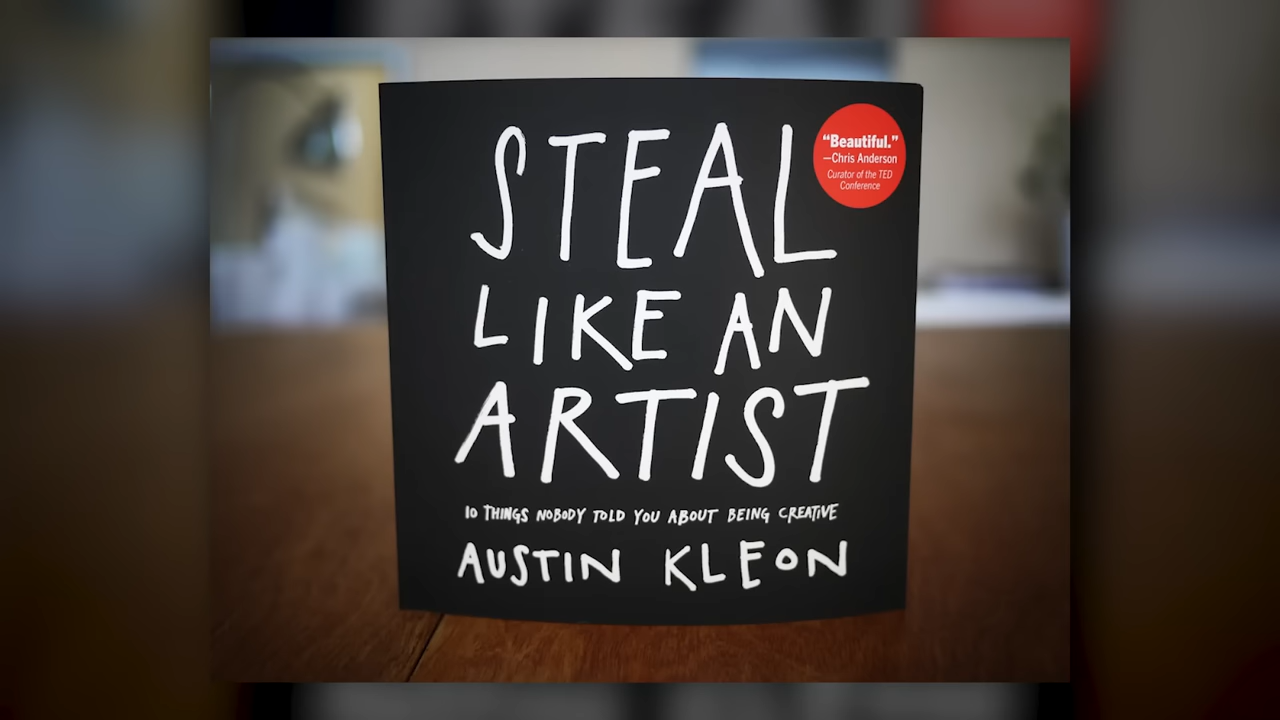 STEAL
LIKE AN
ARTIST
“Beautiful.”
—Chris Anderson
Curator of the TED
Conference
10 THINGS NOBODY TOLD YOU ABOUT BEING CREATIVE
AUSTIN KLEON